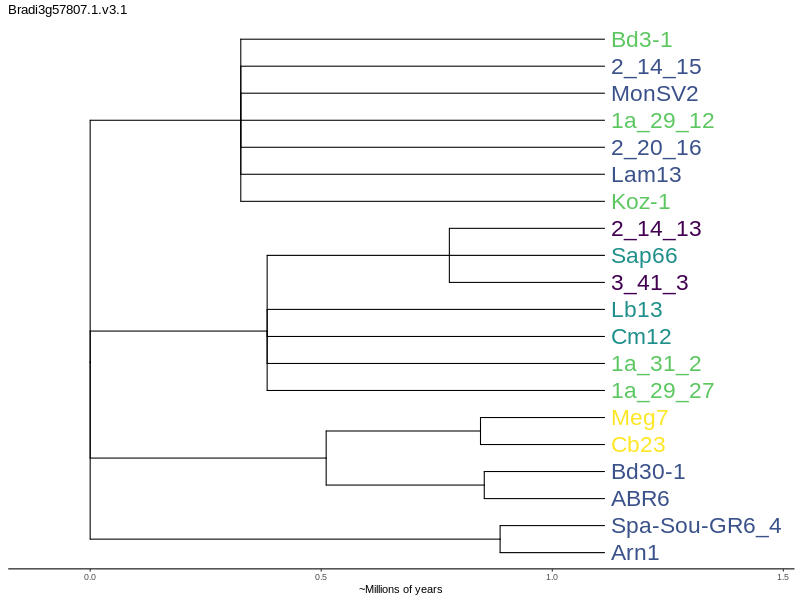 Bradi3g57807.1.v3.1
Bd3-1
2_14_15
MonSV2
1a_29_12
2_20_16
Lam13
Koz-1
2_14_13
Sap66
3_41_3
Lb13
Cm12
1a_31_2
1a_29_27
Meg7
Cb23
Bd30-1
ABR6
Spa-Sou-GR6_4
Arn1
0.0 0.5 1.0 1.5
~Millions of years